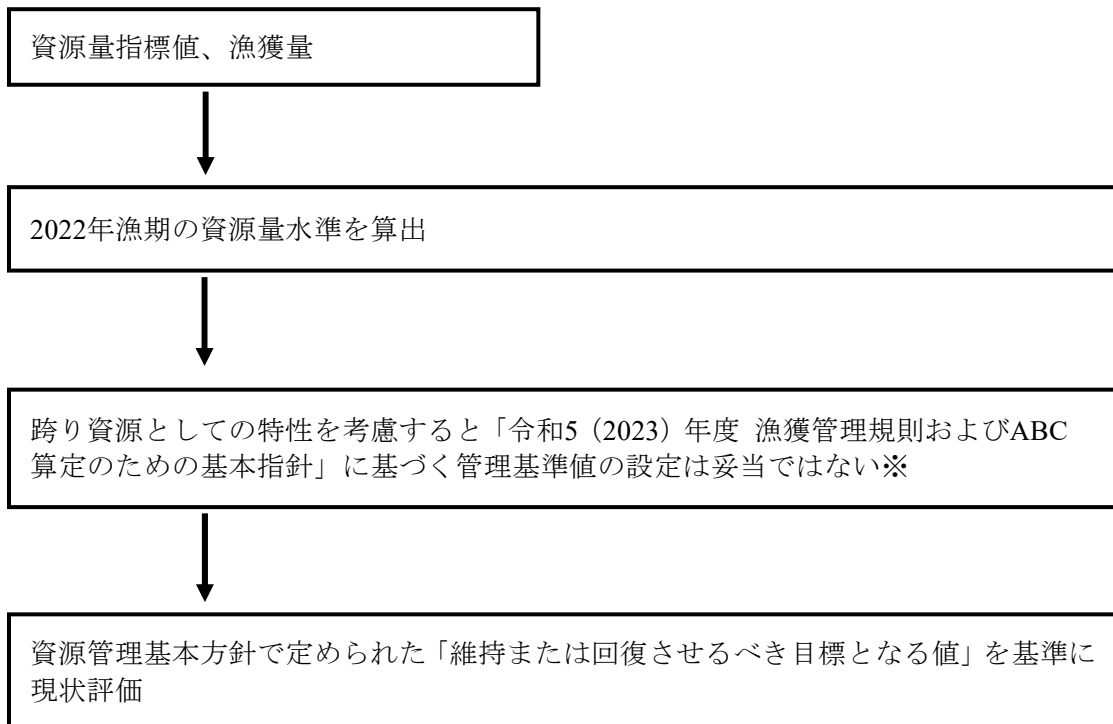 資源量指標値、漁獲量
2022年漁期の資源量水準を算出
跨り資源としての特性を考慮すると「令和5（2023）年度 漁獲管理規則およびABC
算定のための基本指針」に基づく管理基準値の設定は妥当ではない※
資源管理基本方針で定められた「維持または回復させるべき目標となる値」を基準に
現状評価